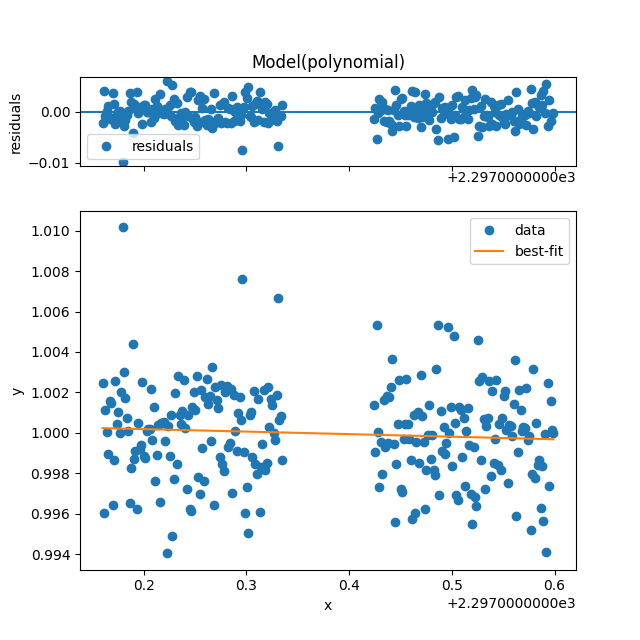 Model(polynomial)
residuals
0.00
−0.01
residuals
+2.2970000000e3
y
1.010
1.008
1.006
1.004
1.002
1.000
0.998
0.996
0.994
data
best-fit
0.2 0.3 0.4 0.5 0.6
x
+2.2970000000e3